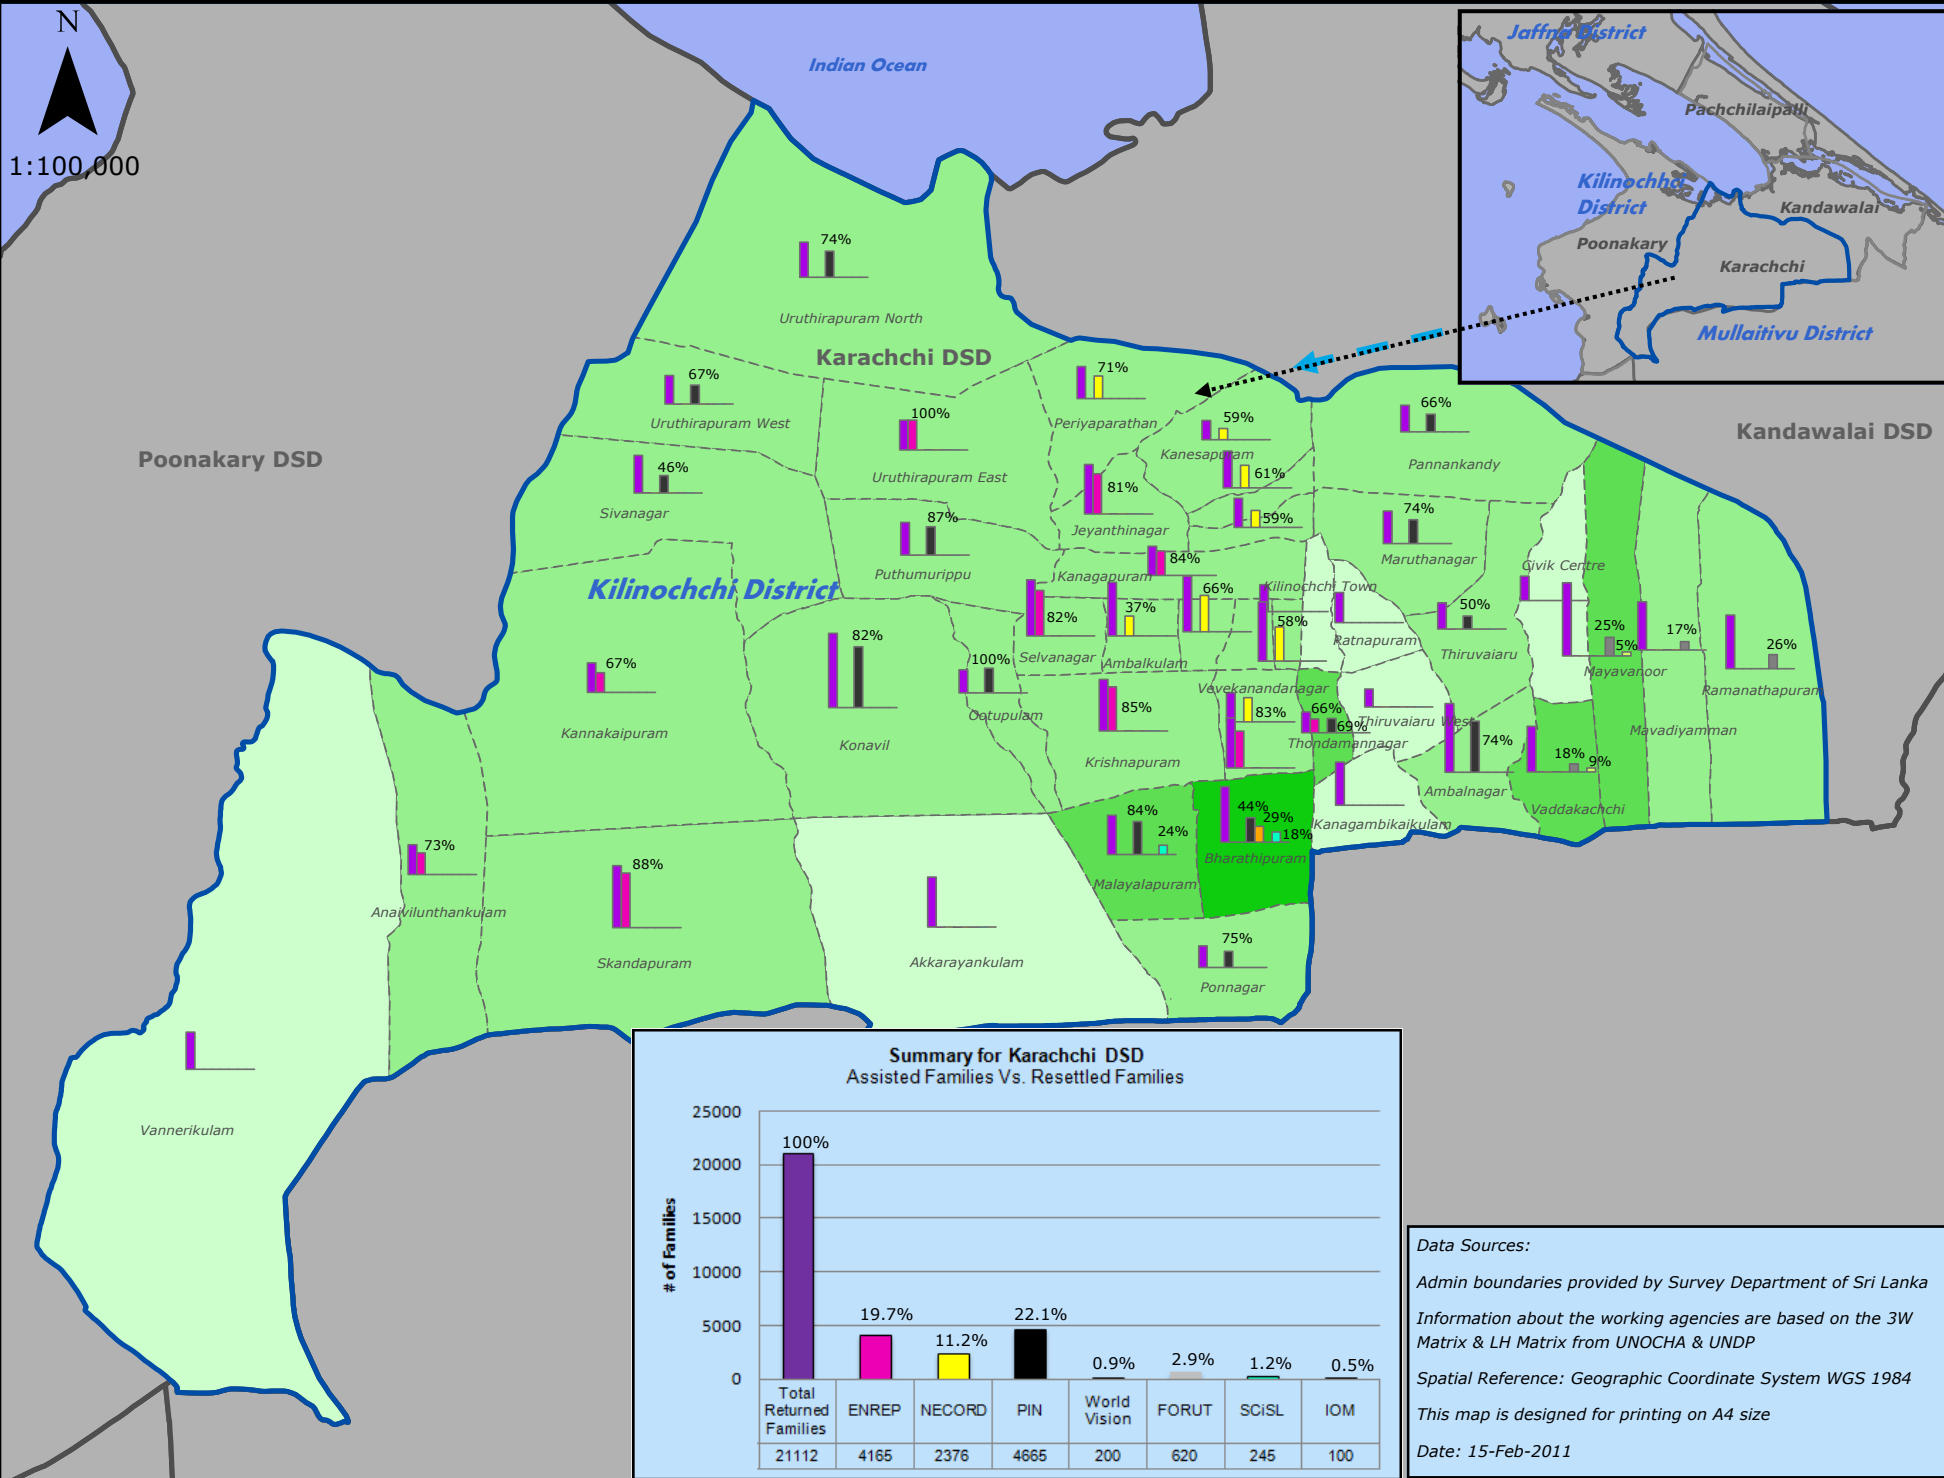 N
1:100,000
Indian Ocean
Jaffna District
Pachchilaipalli
Kilinochhci
District
Kandawalai
Poonakary
Karachchi
Mullaitivu District
74%
Uruthirapuram North
Karachchi DSD
67%
Uruthirapuram West
100%
Uruthirapuram East
71%
Periyaparathan
59%
Kanesapuram
61%
59%
66%
Pannankandy
Kandawalai DSD
Poonakary DSD
46%
Sivanagar
81%
Jeyanthinagar
87%
Puthumurippu
74%
Maruthanagar
Kilinochchi District
84%
Kanagapuram
Kilinochchi Town
Civik Centre
82%
Selvanagar
37%
Ambalkulam
66%
58%
Ratnapuram
50%
Thiruvaiaru
25%
5%
Mayavanoor
17%
Mavadiyamman
26%
Ramanathapuram
67%
Kannakaipuram
82%
Konavil
100%
Ootupulam
85%
Krishnapuram
Vevekanandanagar
83%
66%
69%
Thondamannagar
Thiruvaiaru West
74%
Ambalnagar
18%
9%
Vaddakachchi
Kanagambikaikulam
84%
24%
Malayalapuram
44%
29%
18%
Bharathipuram
73%
Anaivilunthankulam
88%
Skandapuram
Akkarayankulam
75%
Ponnagar
Vannerikulam
Summary for Karachchi DSD
Assisted Families Vs. Resettled Families
# of Families
25000
20000
15000
10000
5000
0
100%
19.7%
11.2%
22.1%
0.9%
2.9%
1.2%
0.5%
Total Returned Families ENREP NECORD PIN World Vision FORUT SCiSL IOM
21112 4165 2376 4665 200 620 245 100
Data Sources:
Admin boundaries provided by Survey Department of Sri Lanka
Information about the working agencies are based on the 3W
Matrix & LH Matrix from UNOCHA & UNDP
Spatial Reference: Geographic Coordinate System WGS 1984
This map is designed for printing on A4 size
Date: 15-Feb-2011